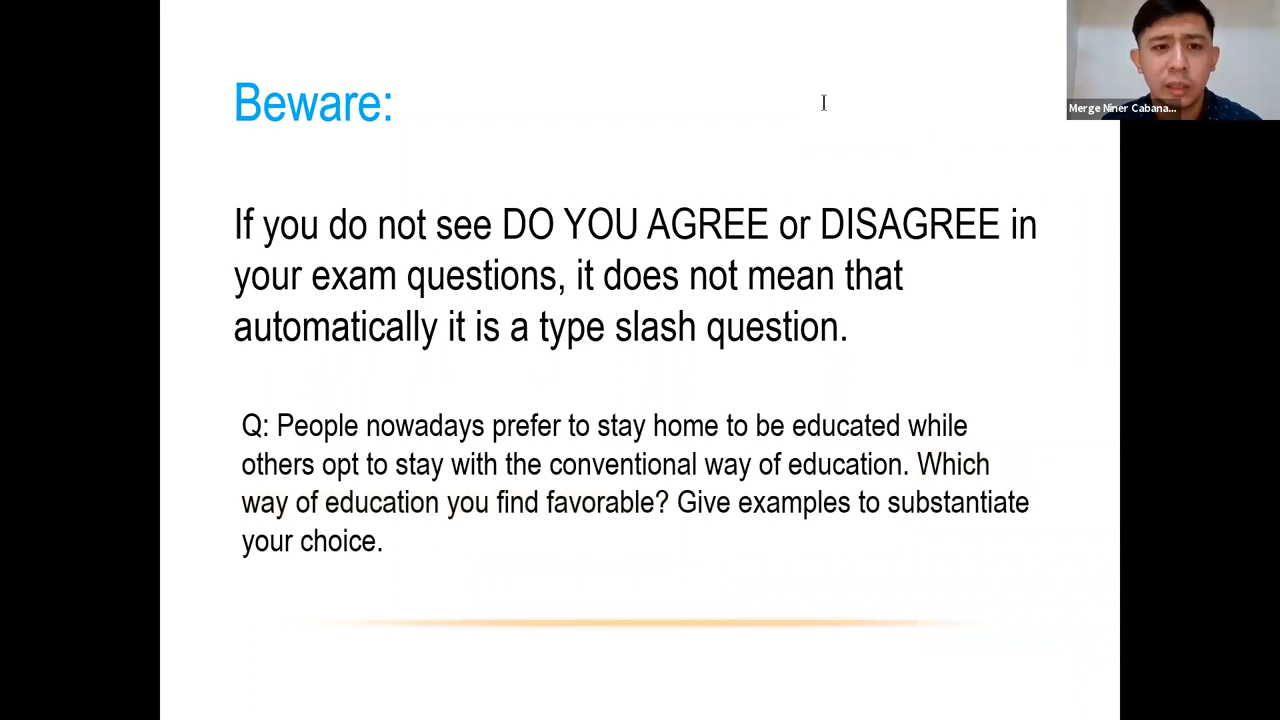 Beware:
Merge Niner Cabana...
If you do not see DO YOU AGREE or DISAGREE in
your exam questions, it does not mean that
automatically it is a type slash question.
Q: People nowadays prefer to stay home to be educated while
others opt to stay with the conventional way of education. Which
way of education you find favorable? Give examples to substantiate
your choice.